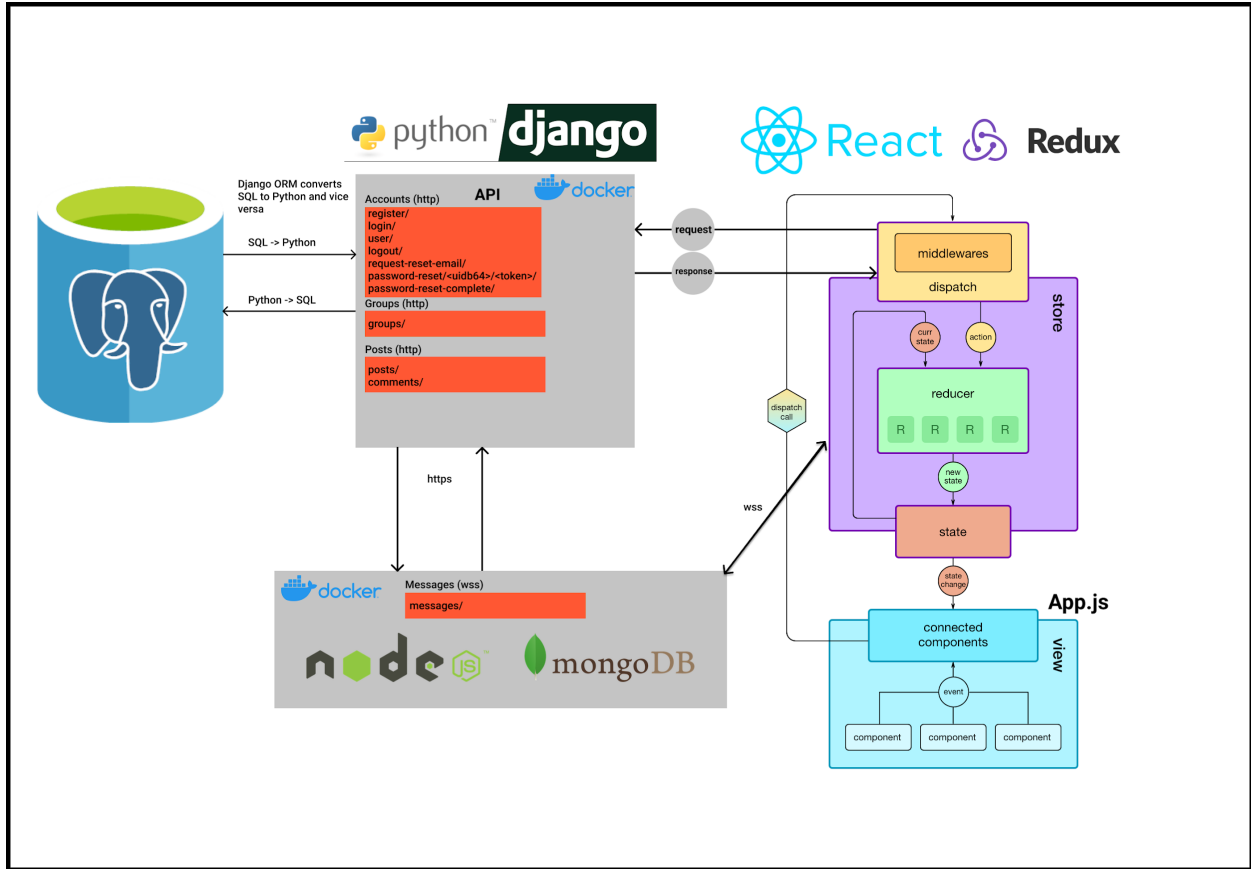 python™
django
React
Redux
Django ORM converts
SQL to Python and vice
versa
SQL -> Python
Python -> SQL
API
docker
Accounts (http)
register/
login/
user/
logout/
request-reset-email/
password-reset/<uidb64>/<token>/
password-reset-complete/
Groups (http)
groups/
Posts (http)
posts/
comments/
request
response
https
wss
docker
Messages (wss)
messages/
node
JS
mongoDB
middlewares
dispatch
store
curr
state
action
reducer
R R R R
new
state
state
state
change
dispatch
call
App.js
connected
components
view
event
component component component